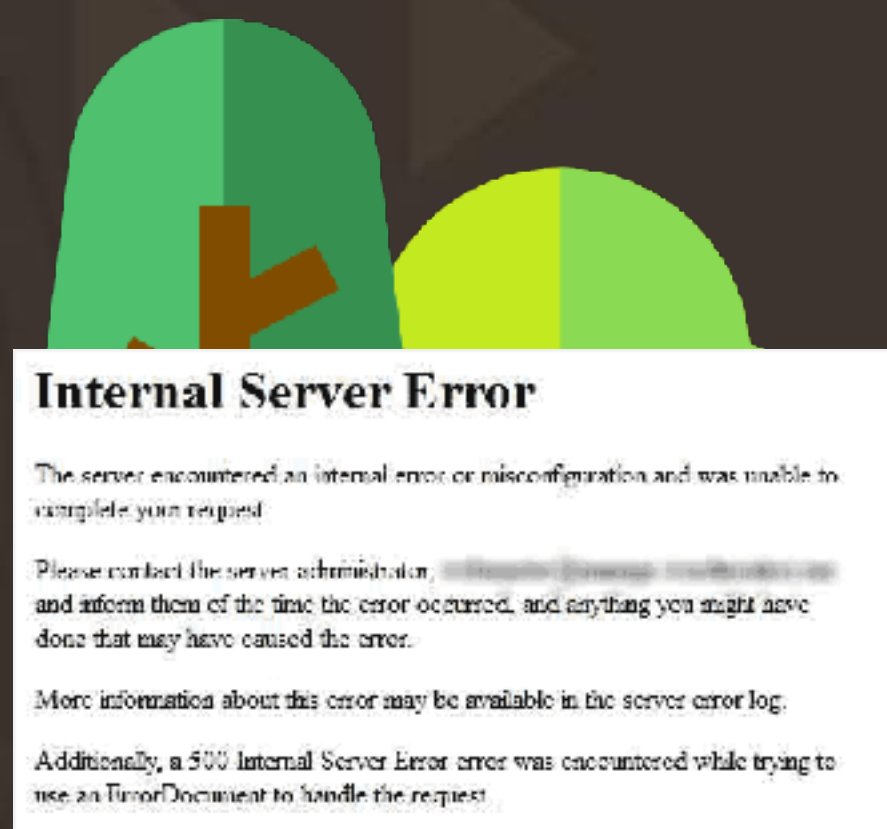 Internal Server Error
The server encountered an internal error or misconfiguration and was unable to
complete your request
Please contact the server administrator,
and inform them of the time the error occurred, and anything you might have
done that may have caused the error.
More information about this error may be available in the server error log.
Additionally, a 500 Internal Server Error error was encountered while trying to
use an ErrorDocument to handle the request